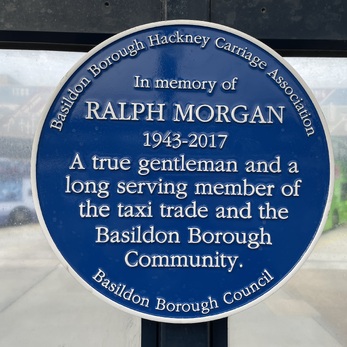 Basildon Borough Hackney Carriage Association
In memory of
RALPH MORGAN
1943-2017
A true gentleman and a
long serving member of
the taxi trade and the
Basildon Borough
Community.
Basildon Borough Council